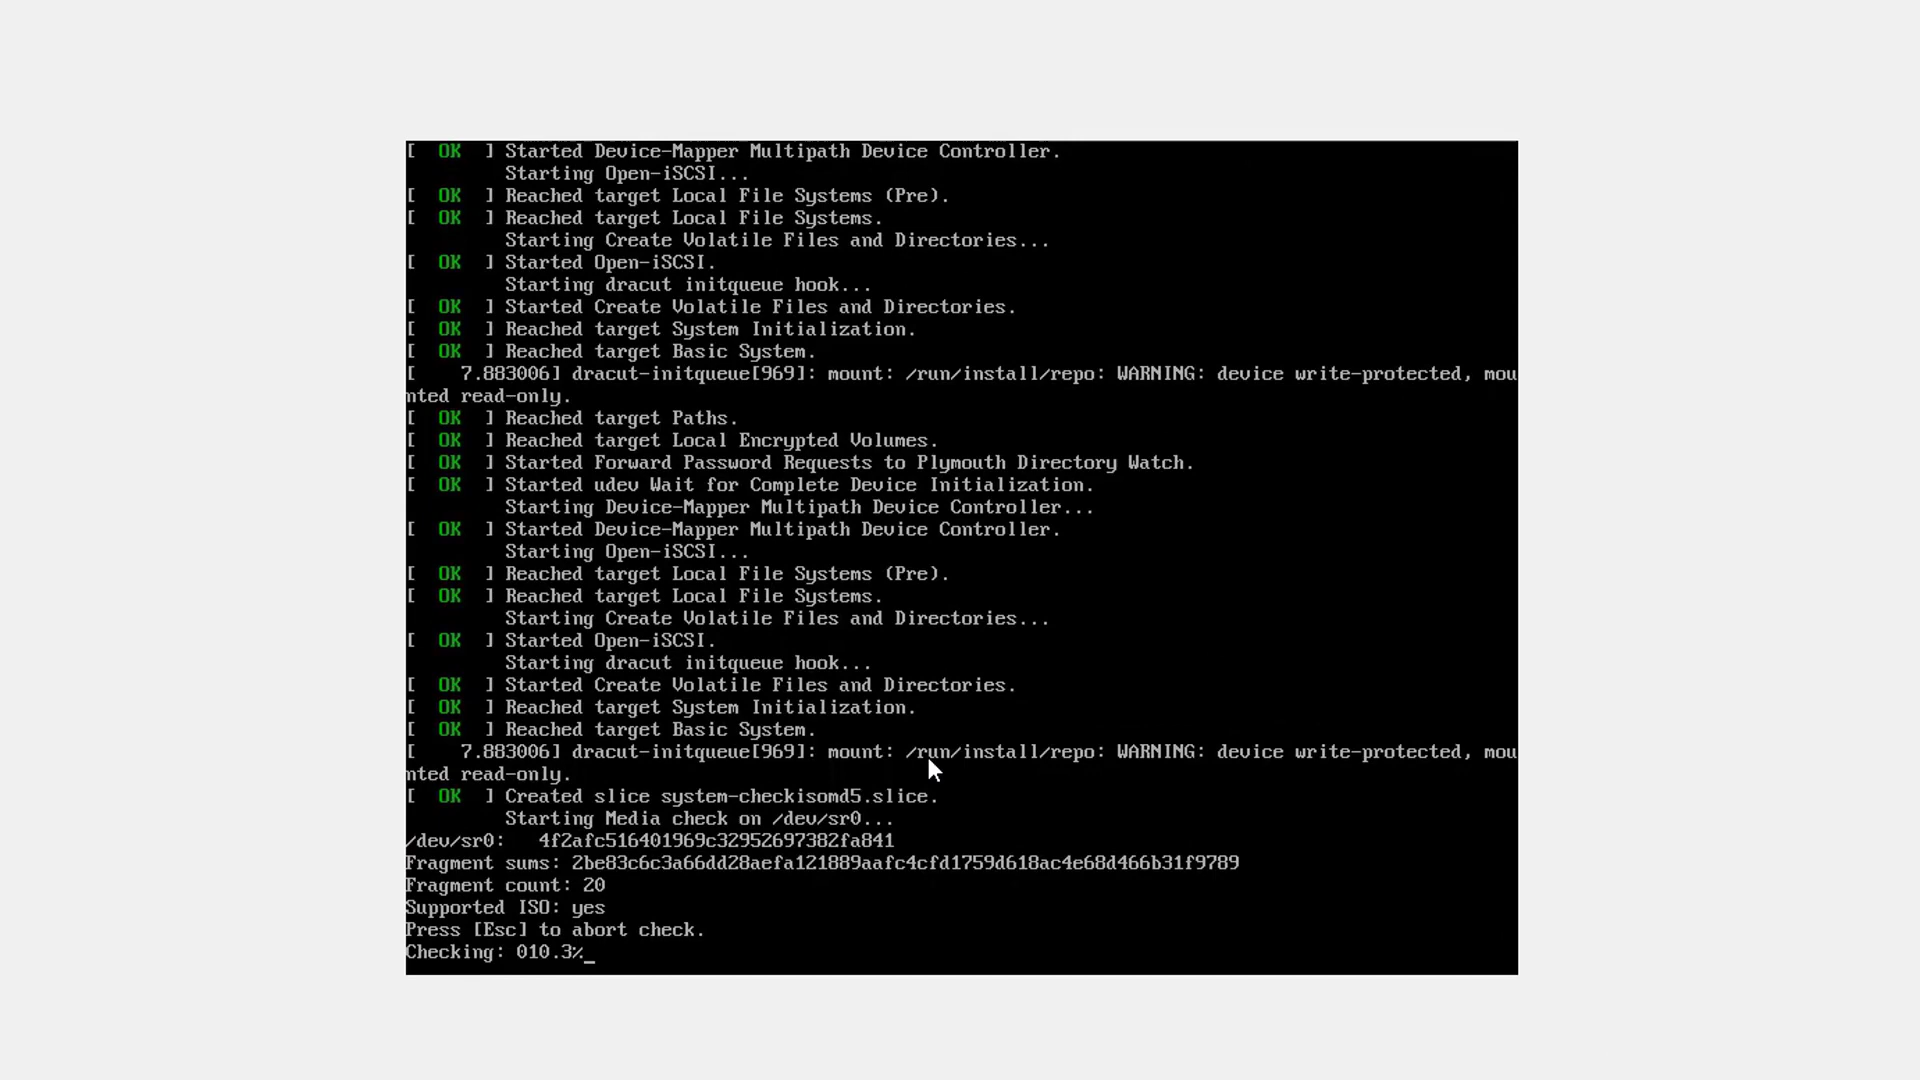 [  OK  ] Started Device-Mapper Multipath Device Controller.
         Starting Open-iSCSI...
[  OK  ] Reached target Local File Systems (Pre).
[  OK  ] Reached target Local File Systems.
         Starting Create Volatile Files and Directories...
[  OK  ] Started Open-iSCSI.
         Starting dracut initqueue hook...
[  OK  ] Started Create Volatile Files and Directories.
[  OK  ] Reached target System Initialization.
[  OK  ] Reached target Basic System.
[    7.883006] dracut-initqueue[969]: mount: /run/install/repo: WARNING: device write-protected, mou
nted read-only.
[  OK  ] Reached target Paths.
[  OK  ] Reached target Local Encrypted Volumes.
[  OK  ] Started Forward Password Requests to Plymouth Directory Watch.
[  OK  ] Started udev Wait for Complete Device Initialization.
         Starting Device-Mapper Multipath Device Controller...
[  OK  ] Started Device-Mapper Multipath Device Controller.
         Starting Open-iSCSI...
[  OK  ] Reached target Local File Systems (Pre).
[  OK  ] Reached target Local File Systems.
         Starting Create Volatile Files and Directories...
[  OK  ] Started Open-iSCSI.
         Starting dracut initqueue hook...
[  OK  ] Started Create Volatile Files and Directories.
[  OK  ] Reached target System Initialization.
[  OK  ] Reached target Basic System.
[    7.883006] dracut-initqueue[969]: mount: /run/install/repo: WARNING: device write-protected, mou
nted read-only.
[  OK  ] Created slice system-checkisomd5.slice.
         Starting Media check on /dev/sr0...
/dev/sr0:   4f2afc516401969c32952697382fa841
Fragment sums: 2be83c6c3a66dd28aefa121889aafc4cfd1759d618ac4e68d466b31f9789
Fragment count: 20
Supported ISO: yes
Press [Esc] to abort check.
Checking: 010.3%_